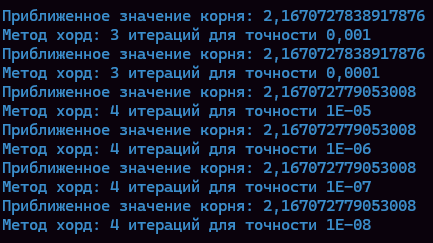 Приближенное значение корня: 2,1670727838917876
Метод хорд: 3 итераций для точности 0,001
Приближенное значение корня: 2,1670727838917876
Метод хорд: 3 итераций для точности 0,0001
Приближенное значение корня: 2,167072779053008
Метод хорд: 4 итераций для точности 1E-05
Приближенное значение корня: 2,167072779053008
Метод хорд: 4 итераций для точности 1E-06
Приближенное значение корня: 2,167072779053008
Метод хорд: 4 итераций для точности 1E-07
Приближенное значение корня: 2,167072779053008
Метод хорд: 4 итераций для точности 1E-08